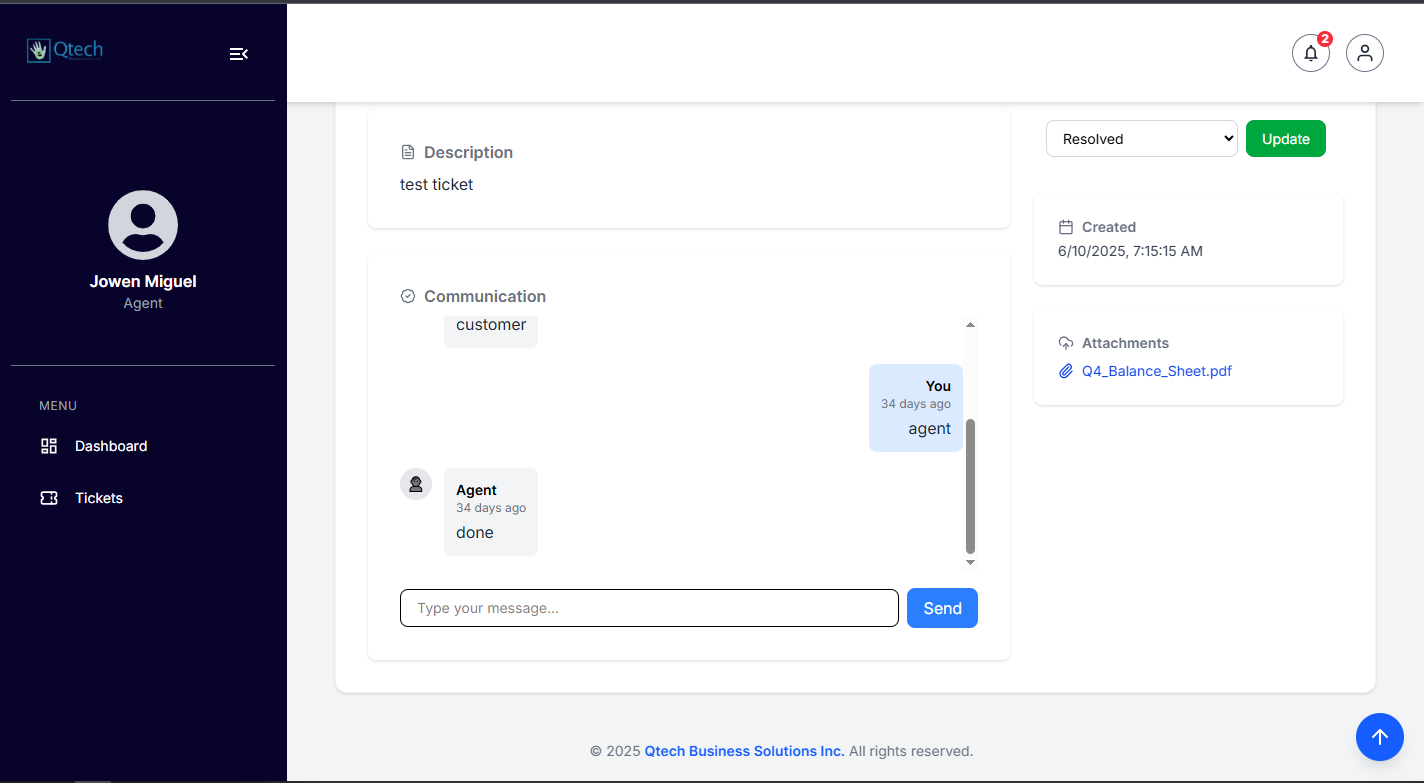 Qtech
2
Jowen Miguel
Agent
MENU
Dashboard
Tickets
Description
test ticket
Communication
customer
You
34 days ago
agent
Agent
34 days ago
done
Type your message...
Send
Resolved
Update
Created
6/10/2025, 7:15:15 AM
Attachments
Q4_Balance_Sheet.pdf
© 2025 Qtech Business Solutions Inc. All rights reserved.